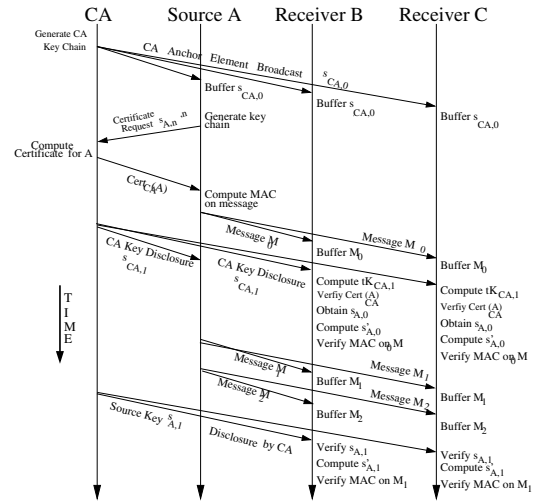 CA Source A Receiver B Receiver C
Generate CA
Key Chain
CA Anchor Element Broadcast s CA,0
Buffer s CA,0
Buffer s CA,0
Buffer s CA,0
Certificate
Request s A,n ,n
Generate key
chain
Compute
Certificate for A
Cert CA (A)
Compute MAC
on message
Message M 0
Message M 0
Buffer M 0
Buffer M 0
CA Key Disclosure
s CA,1
CA Key Disclosure
s CA,1
Compute tK CA,1
Verfiy Cert CA (A)
Obtain s A,0
Compute s' A,0
Verify MAC on M 0
Compute tK CA,1
Verfiy Cert CA (A)
Obtain s A,0
Compute s' A,0
Verify MAC on M 0
TIME
Message M 1
Message M 1
Buffer M 1
Buffer M 1
Message M 2
Message M 2
Buffer M 2
Buffer M 2
Source Key s A,1
Disclosure by CA
Verify s A,1
Compute s' A,1
Verify MAC on M 1
Verify s A,1
Compute s' A,1
Verify MAC on M 1